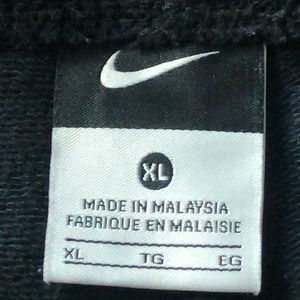 XL
MADE IN MALAYSIA
FABRIQUE EN MALAISIE
XL TG EG